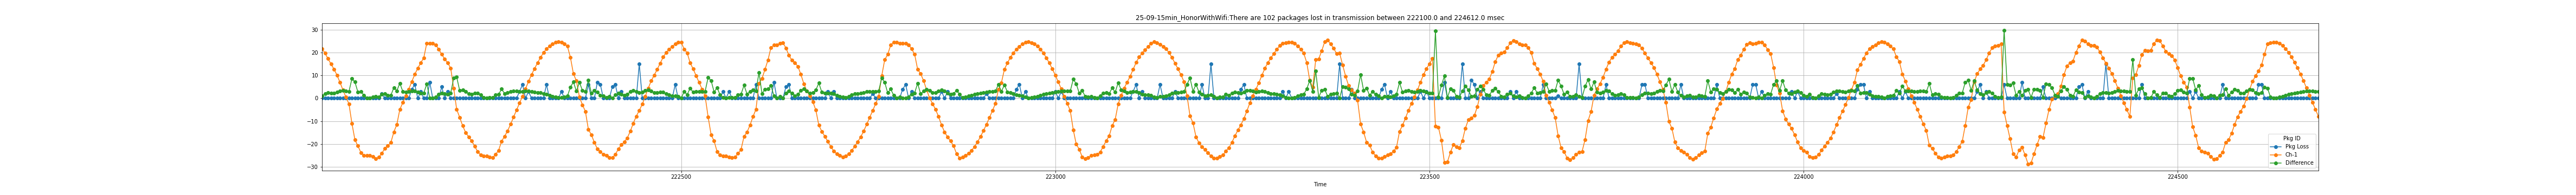 25-09-15min_HonorWithWifi:There are 102 packages lost in transmission between 222100.0 and 224612.0 msec
30
20
10
0
−10
−20
−30
222500 223000 223500 224000 224500
Time
Pkg ID
Pkg Loss
Ch-1
Difference